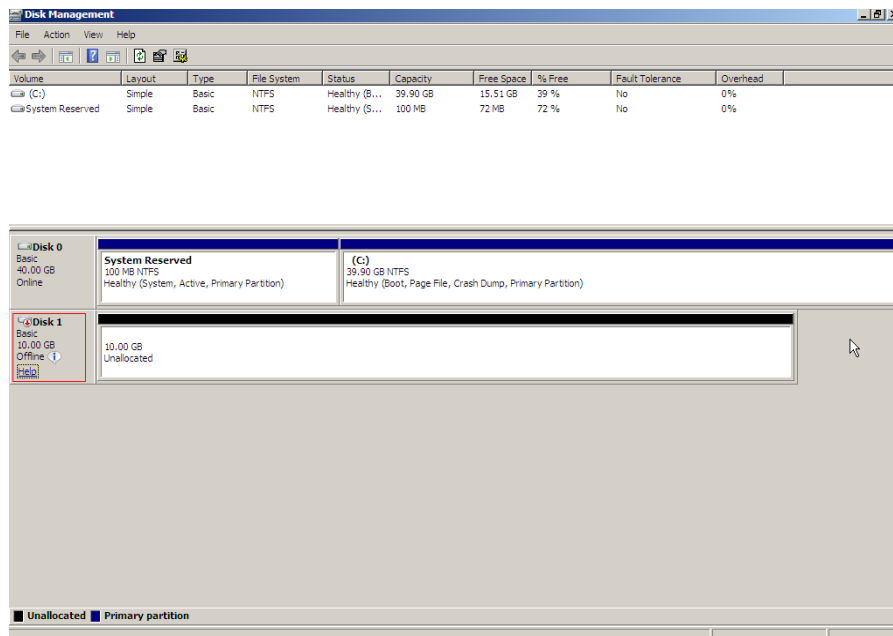 Disk Management
File Action View Help
Volume Layout Type File System Status Capacity Free Space % Free Fault Tolerance Overhead
(C:) Simple Basic NTFS Healthy (B... 39.90 GB 15.51 GB 39 % No 0%
System Reserved Simple Basic NTFS Healthy (S... 100 MB 72 MB 72 % No 0%
Disk 0
Basic
40.00 GB
Online
System Reserved
100 MB NTFS
Healthy (System, Active, Primary Partition)
(C:)
39.90 GB NTFS
Healthy (Boot, Page File, Crash Dump, Primary Partition)
Disk 1
Basic
10.00 GB
Offline
Help
10.00 GB
Unallocated
Unallocated Primary partition